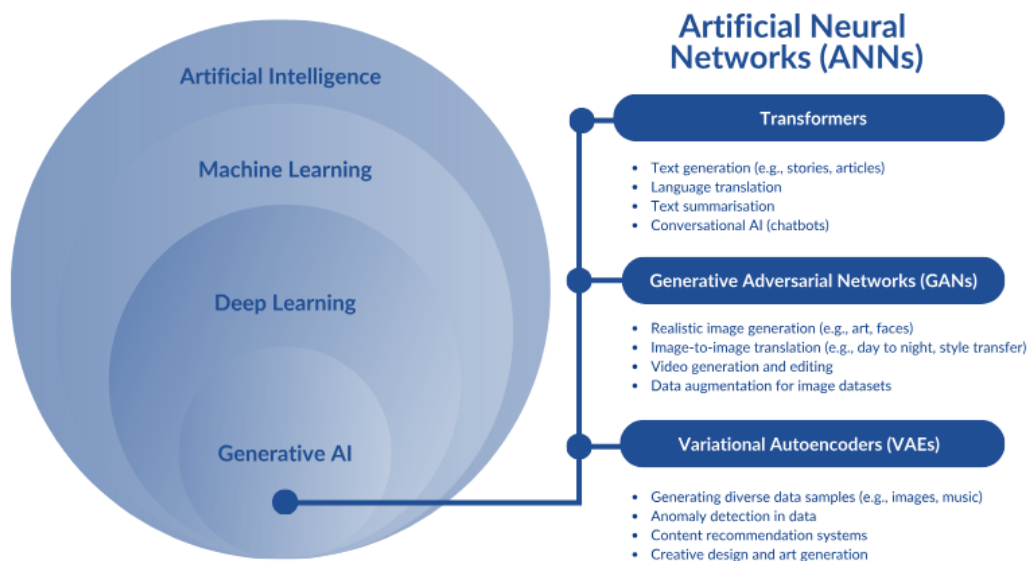 Artificial Intelligence
Machine Learning
Deep Learning
Generative AI
Artificial Neural
Networks (ANNs)
Transformers
• Text generation (e.g., stories, articles)
• Language translation
• Text summarisation
• Conversational AI (chatbots)
Generative Adversarial Networks (GANs)
• Realistic image generation (e.g., art, faces)
• Image-to-image translation (e.g., day to night, style transfer)
• Video generation and editing
• Data augmentation for image datasets
Variational Autoencoders (VAEs)
• Generating diverse data samples (e.g., images, music)
• Anomaly detection in data
• Content recommendation systems
• Creative design and art generation